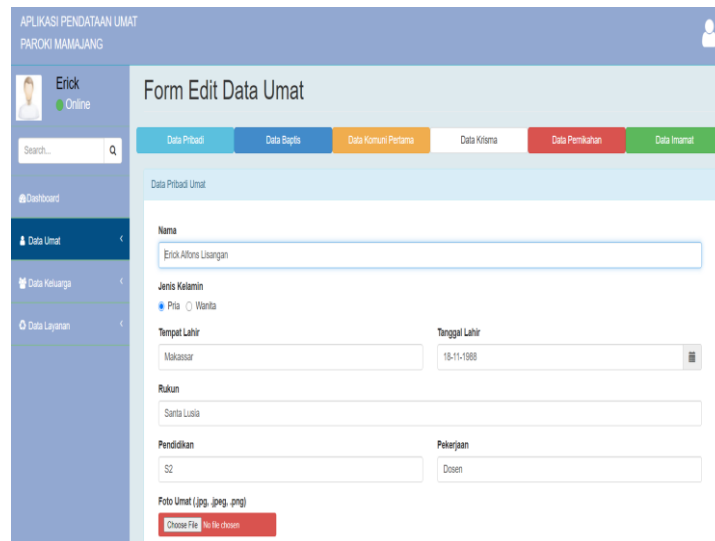 APLIKASI PENDATAAN UMAT
PAROKI MAMAJANG
Erick
Online
Search...
Dashboard
Data Umat
Data Keluarga
Data Layanan
Form Edit Data Umat
Data Pribadi Data Baptis Data Komuni Pertama Data Krisma Data Pernikahan Data Imamat
Data Pribadi Umat
Nama
Erick Alfons Lisangan
Jenis Kelamin
Pria Wanita
Tempat Lahir Tanggal Lahir
Makassar 18-11-1988
Rukun
Santa Lusia
Pendidikan Pekerjaan
S2 Dosen
Foto Umat (.jpg, .jpeg, .png)
Choose File No file chosen